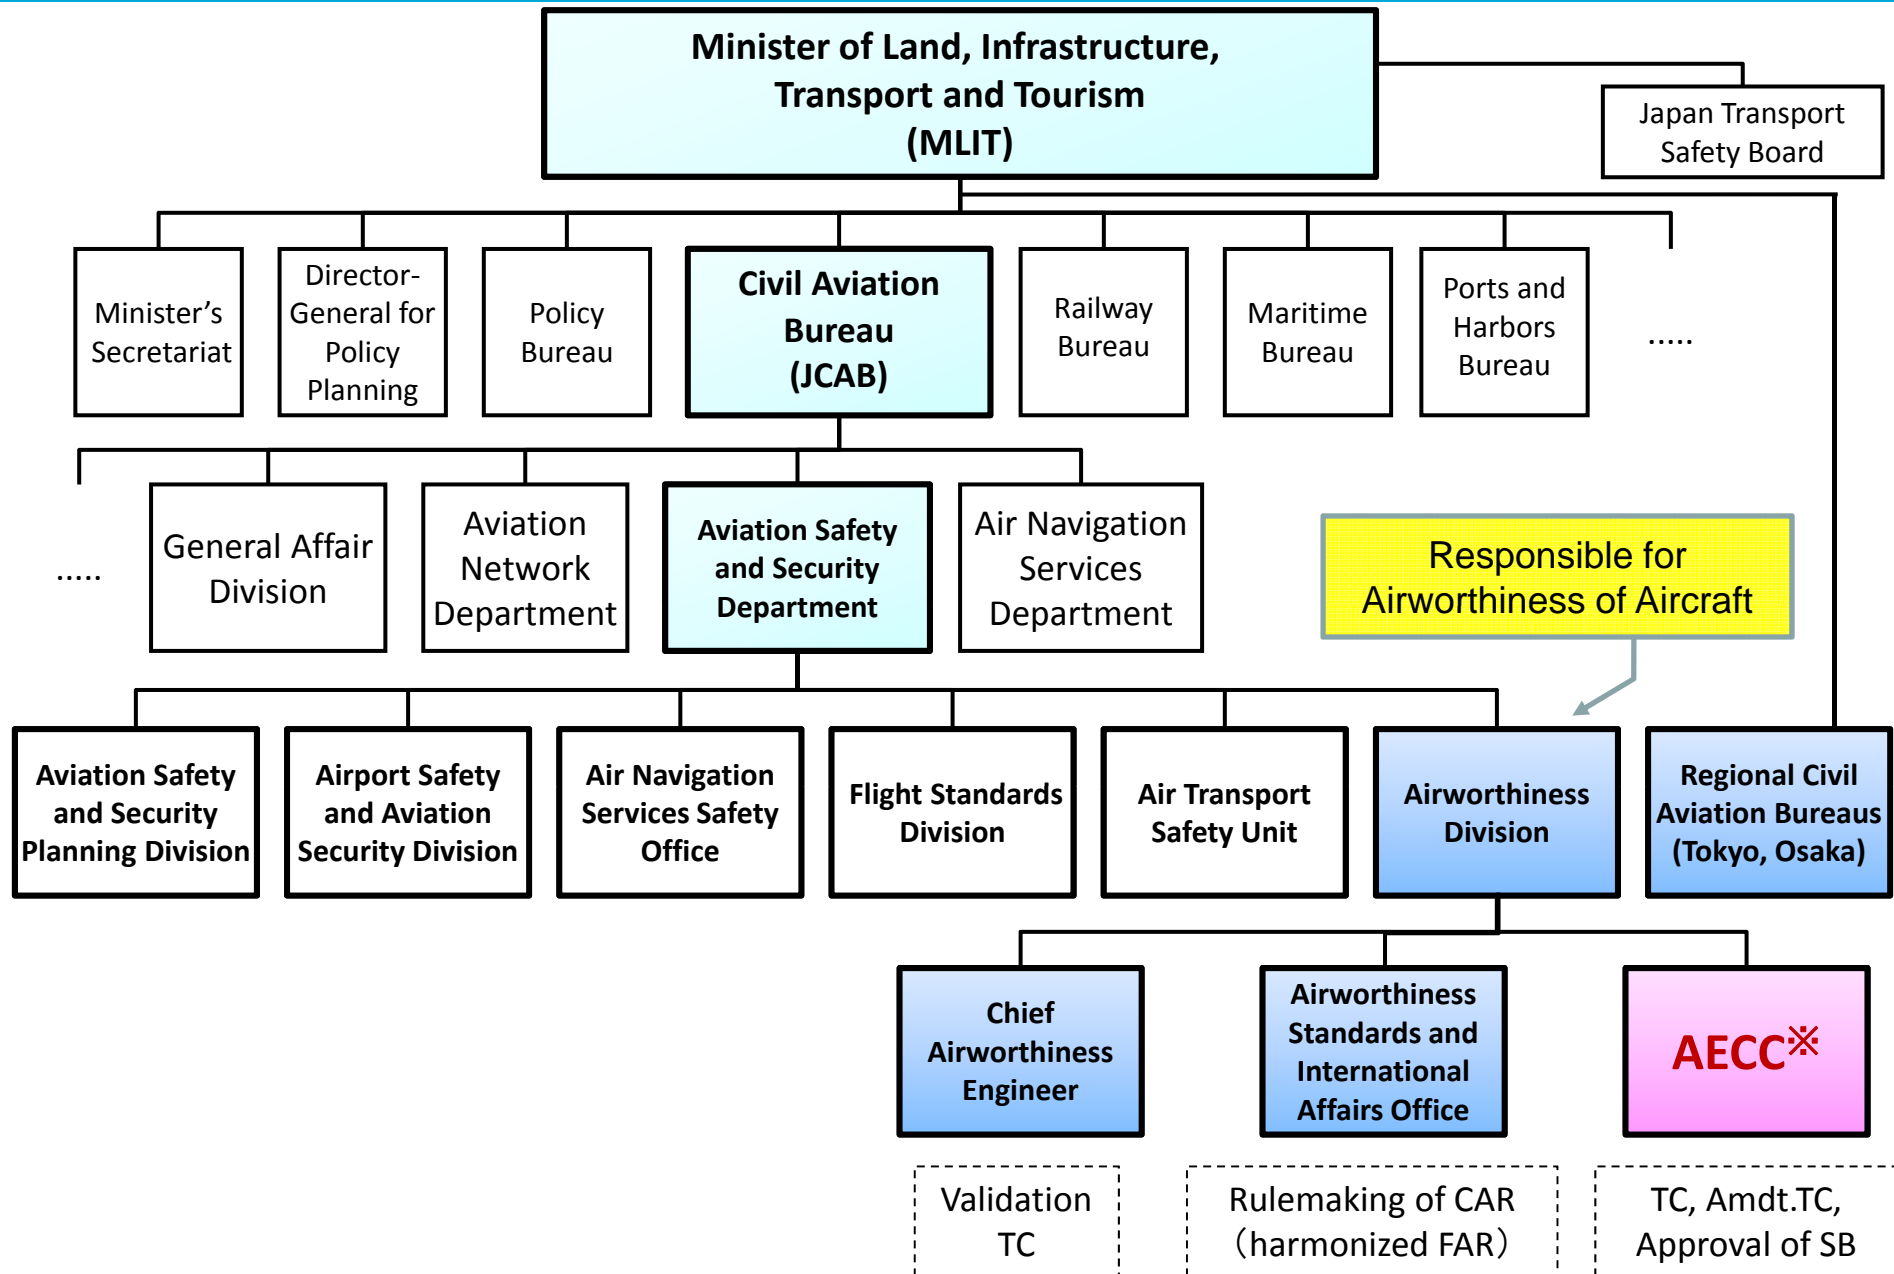 Minister of Land, Infrastructure,
Transport and Tourism
(MLIT)
Japan Transport
Safety Board
Minister’s
Secretariat
Director-
General for
Policy
Planning
Policy
Bureau
Civil Aviation
Bureau
(JCAB)
Railway
Bureau
Maritime
Bureau
Ports and
Harbors
Bureau
.....
.....
General Affair
Division
Aviation
Network
Department
Aviation Safety
and Security
Department
Air Navigation
Services
Department
Responsible for
Airworthiness of Aircraft
Aviation Safety
and Security
Planning Division
Airport Safety
and Aviation
Security Division
Air Navigation
Services Safety
Office
Flight Standards
Division
Air Transport
Safety Unit
Airworthiness
Division
Regional Civil
Aviation Bureaus
(Tokyo, Osaka)
Chief
Airworthiness
Engineer
Airworthiness
Standards and
International
Affairs Office
AECC※
Validation
TC
Rulemaking of CAR
（harmonized FAR）
TC, Amdt.TC,
Approval of SB